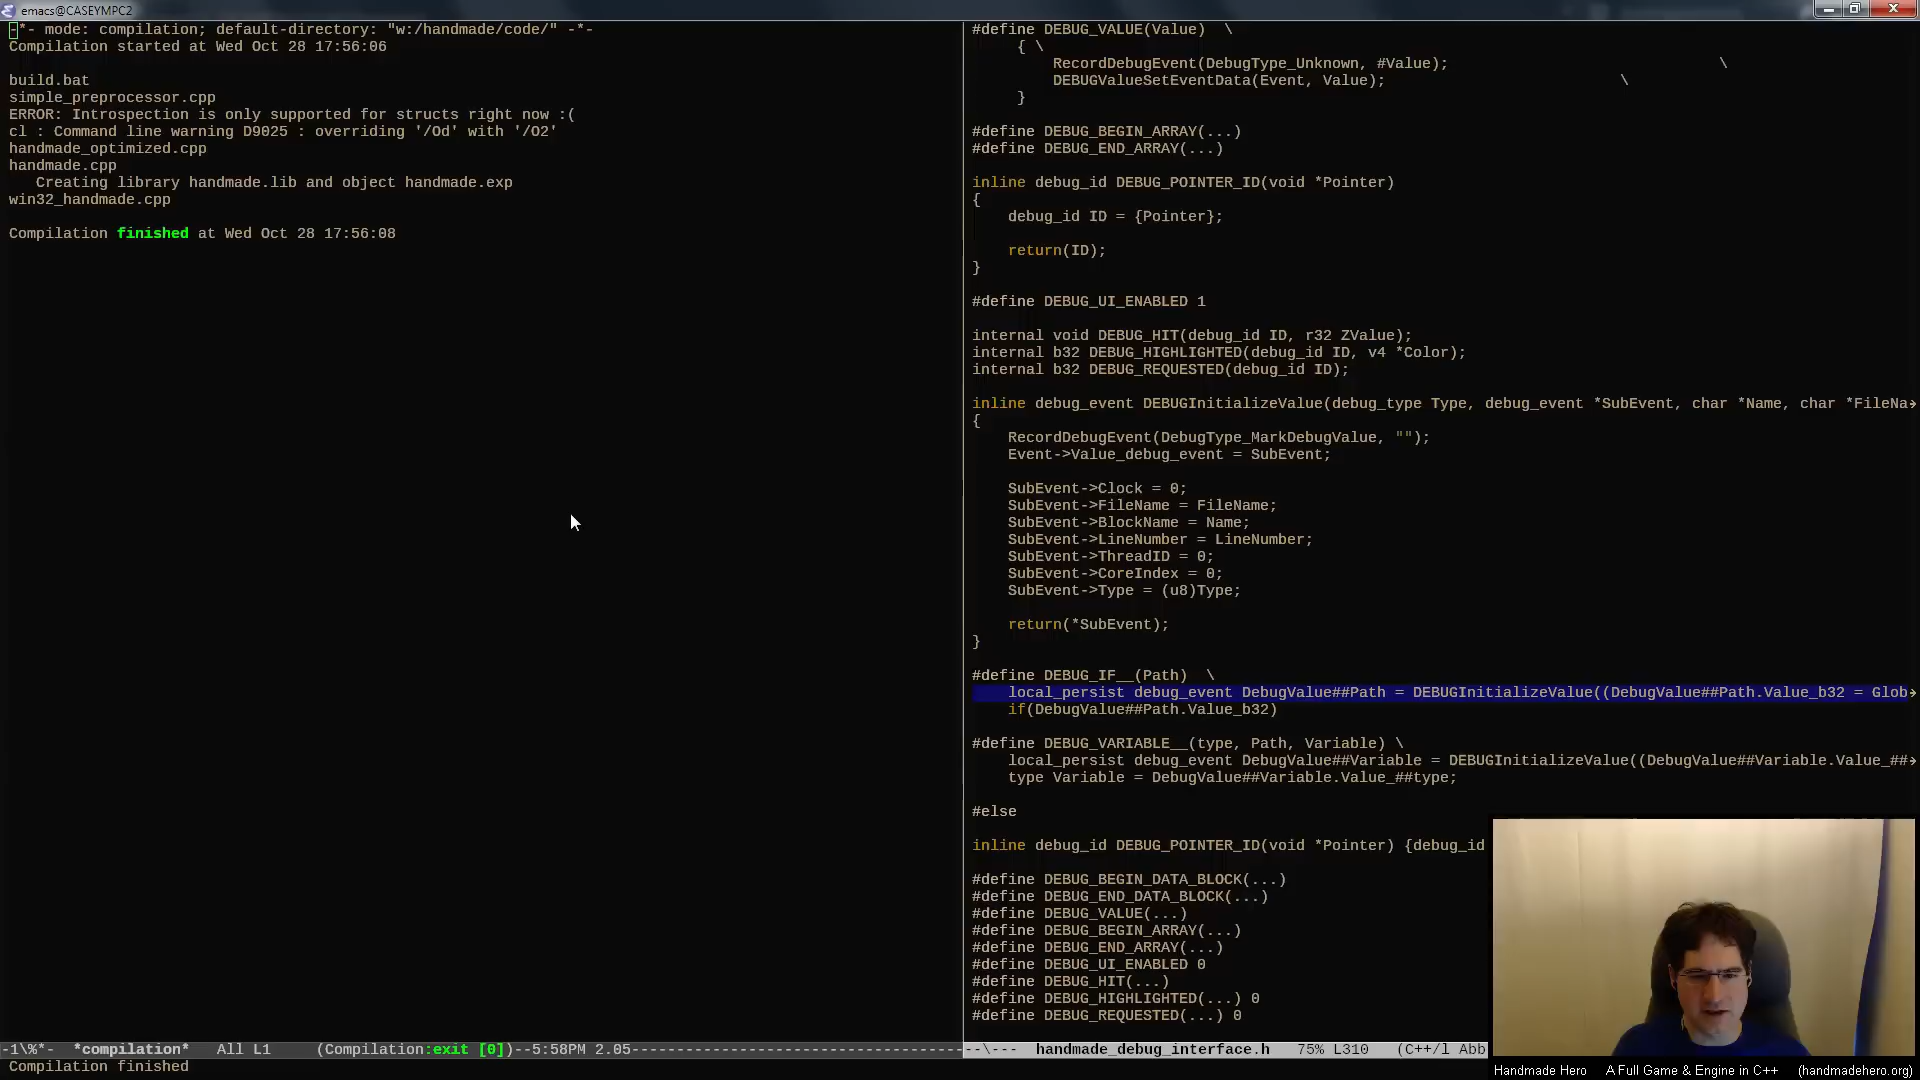 emacs@CASEYMPC2
-*- mode: compilation; default-directory: "w:/handmade/code/" -*-
Compilation started at Wed Oct 28 17:56:06
build.bat
simple_preprocessor.cpp
ERROR: Introspection is only supported for structs right now :(
cl : Command line warning D9025 : overriding '/Od' with '/O2'
handmade_optimized.cpp
handmade.cpp
   Creating library handmade.lib and object handmade.exp
win32_handmade.cpp
Compilation finished at Wed Oct 28 17:56:08
-1\%*-  *compilation*   All L1     (Compilation:exit [0])--5:58PM 2.05
Compilation finished
#define DEBUG_VALUE(Value)  \
     { \
         RecordDebugEvent(DebugType_Unknown, #Value);                              \
         DEBUGValueSetEventData(Event, Value);                          \
     }
#define DEBUG_BEGIN_ARRAY(...)
#define DEBUG_END_ARRAY(...)
inline debug_id DEBUG_POINTER_ID(void *Pointer)
{
    debug_id ID = {Pointer};
    return(ID);
}
#define DEBUG_UI_ENABLED 1
internal void DEBUG_HIT(debug_id ID, r32 ZValue);
internal b32 DEBUG_HIGHLIGHTED(debug_id ID, v4 *Color);
internal b32 DEBUG_REQUESTED(debug_id ID);
inline debug_event DEBUGInitializeValue(debug_type Type, debug_event *SubEvent, char *Name, char *FileNa
{
    RecordDebugEvent(DebugType_MarkDebugValue, "");
    Event->Value_debug_event = SubEvent;
    SubEvent->Clock = 0;
    SubEvent->FileName = FileName;
    SubEvent->BlockName = Name;
    SubEvent->LineNumber = LineNumber;
    SubEvent->ThreadID = 0;
    SubEvent->CoreIndex = 0;
    SubEvent->Type = (u8)Type;
    return(*SubEvent);
}
#define DEBUG_IF__(Path)  \
    local_persist debug_event DebugValue##Path = DEBUGInitializeValue((DebugValue##Path.Value_b32 = Glob
    if(DebugValue##Path.Value_b32)
#define DEBUG_VARIABLE__(type, Path, Variable) \
    local_persist debug_event DebugValue##Variable = DEBUGInitializeValue((DebugValue##Variable.Value_##
    type Variable = DebugValue##Variable.Value_##type;
#else
inline debug_id DEBUG_POINTER_ID(void *Pointer) {debug_id
#define DEBUG_BEGIN_DATA_BLOCK(...)
#define DEBUG_END_DATA_BLOCK(...)
#define DEBUG_VALUE(...)
#define DEBUG_BEGIN_ARRAY(...)
#define DEBUG_END_ARRAY(...)
#define DEBUG_UI_ENABLED 0
#define DEBUG_HIT(...)
#define DEBUG_HIGHLIGHTED(...) 0
#define DEBUG_REQUESTED(...) 0
--\---  handmade_debug_interface.h   75% L310   (C++/l Abb
Handmade Hero    A Full Game & Engine in C++    (handmadehero.org)